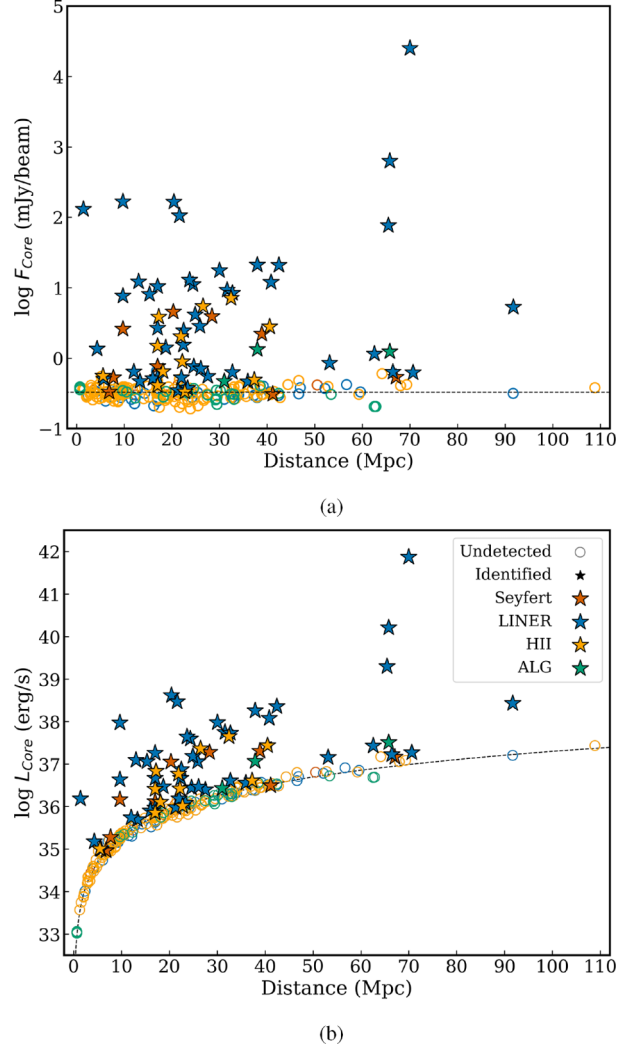 5
4
3
2
1
0
−1
log F_Core (mJy/beam)
0 10 20 30 40 50 60 70 80 90 100 110
Distance (Mpc)
(a)
42
41
40
39
38
37
36
35
34
33
log L_Core (erg/s)
Undetected
Identified
Seyfert
LINER
HII
ALG
0 10 20 30 40 50 60 70 80 90 100 110
Distance (Mpc)
(b)